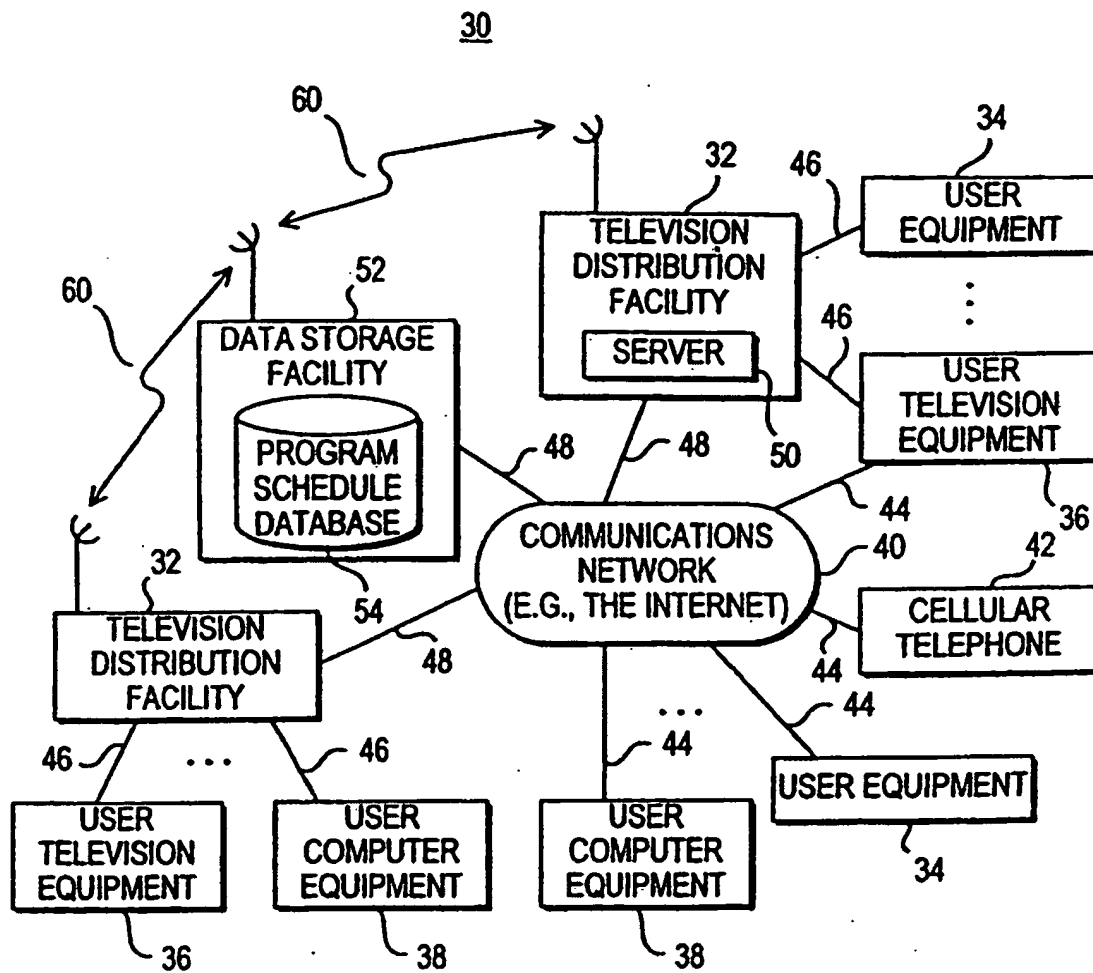 30
60
34
46
32
USER
EQUIPMENT
TELEVISION
DISTRIBUTION
FACILITY
SERVER
50
60
52
DATA STORAGE
FACILITY
PROGRAM
SCHEDULE
DATABASE
54
46
USER
TELEVISION
EQUIPMENT
36
48
48
44
COMMUNICATIONS
NETWORK
(E.G., THE INTERNET)
40
42
CELLULAR
TELEPHONE
44
32
TELEVISION
DISTRIBUTION
FACILITY
48
46
...
46
44
...
44
USER
TELEVISION
EQUIPMENT
36
USER
COMPUTER
EQUIPMENT
38
USER
COMPUTER
EQUIPMENT
38
USER EQUIPMENT
34